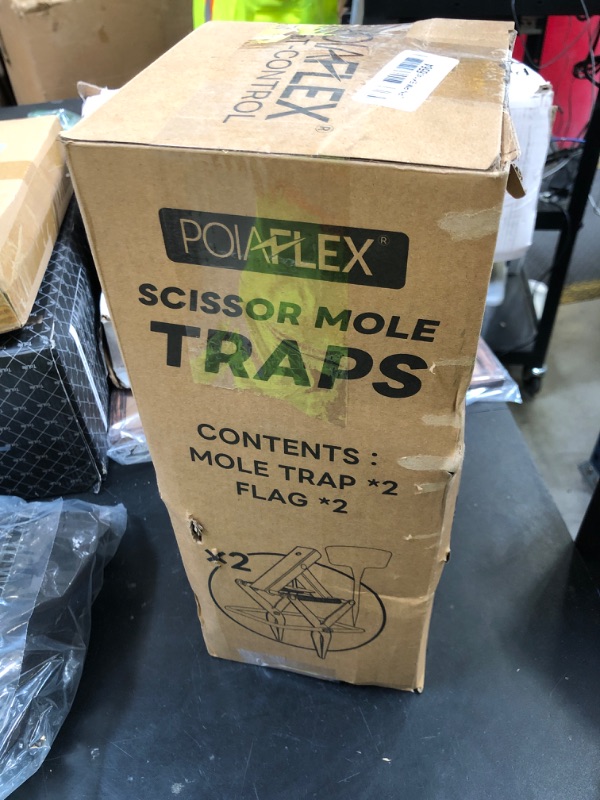 POIAFLEX®
CONTROL
POIAFLEX®
SCISSOR MOLE
TRAPS
CONTENTS :
MOLE TRAP *2
FLAG *2
×2